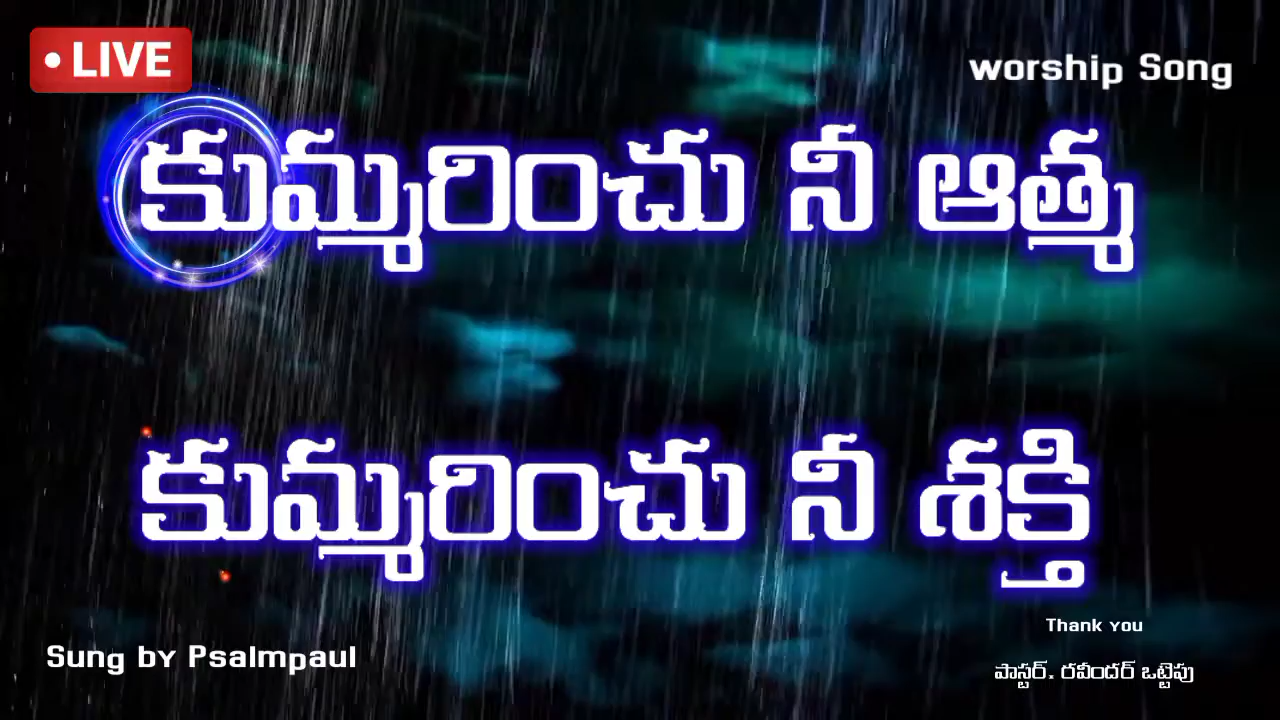 • LIVE
worship Song
కుమ్మరించు నీ ఆత్మ
కుమ్మరించు నీ శక్తి
Thank you
Sung by Psalmpaul
పాస్టర్. రవీందర్ ఒట్టెపు